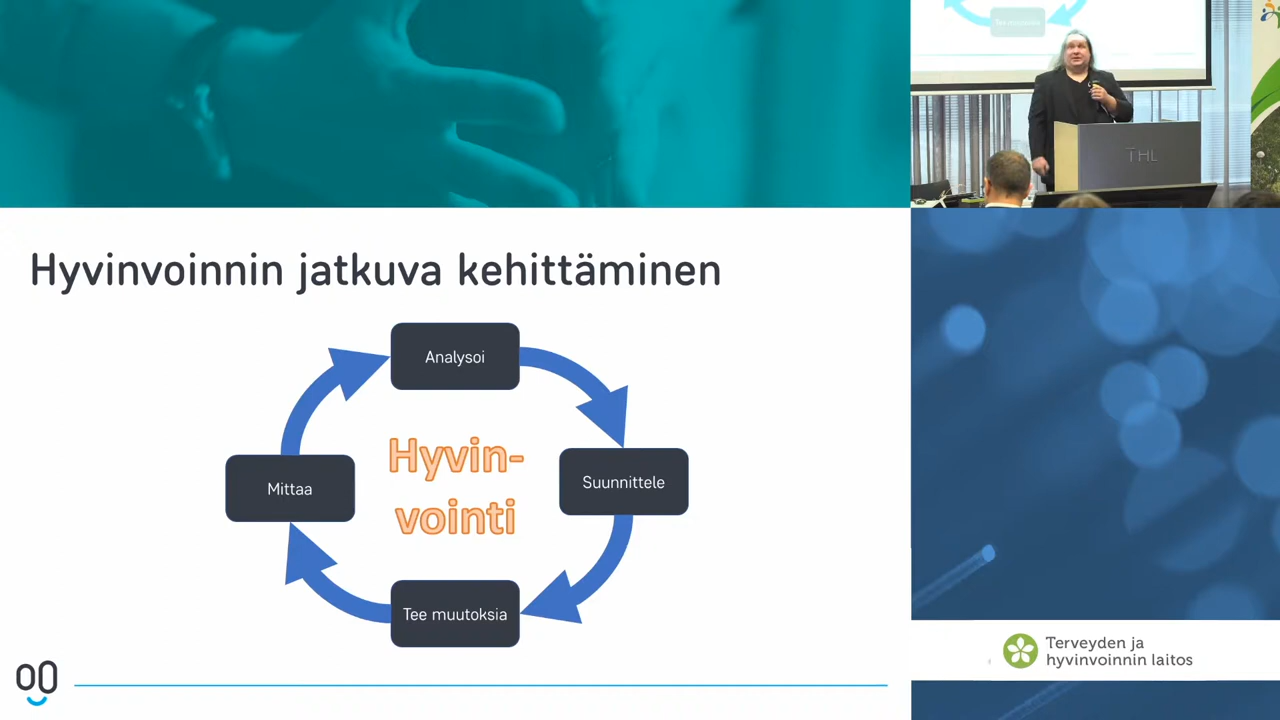 Hyvinvoinnin jatkuva kehittäminen
Analysoi
Suunnittele
Tee muutoksia
Mittaa
Hyvin-
vointi
THL
Terveyden ja
hyvinvoinnin laitos